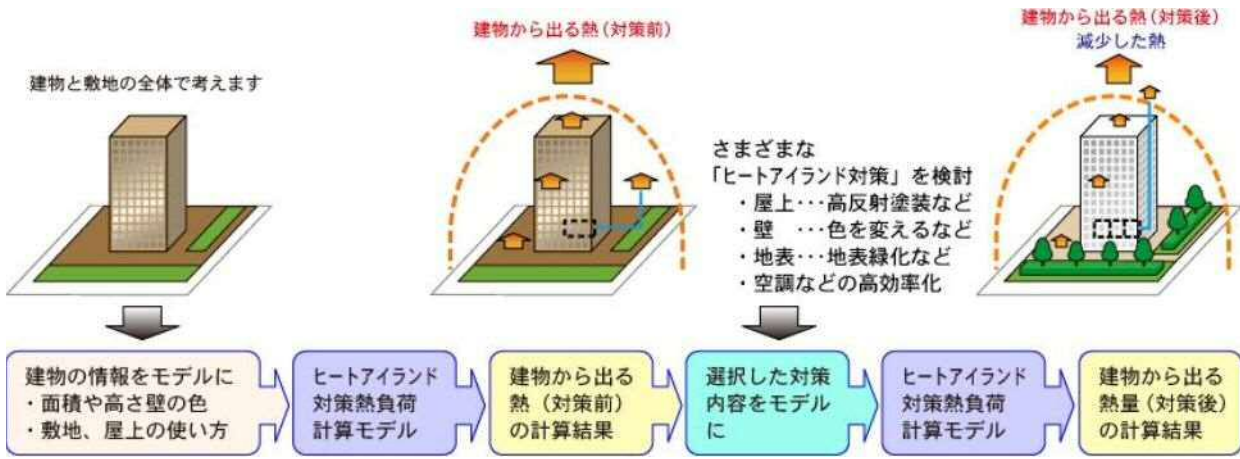 建物と敷地の全体で考えます
建物から出る熱(対策前)
さまざまな
「ヒートアイランド対策」を検討
・屋上･･･高反射塗装など
・壁　･･･色を変えるなど
・地表･･･地表緑化など
・空調などの高効率化
建物から出る熱(対策後)
減少した熱
建物の情報をモデルに
・面積や高さ壁の色
・敷地、屋上の使い方
ヒートアイランド
対策熱負荷
計算モデル
建物から出る
熱（対策前）
の計算結果
選択した対策
内容をモデル
に
ヒートアイランド
対策熱負荷
計算モデル
建物から出る
熱量(対策後)
の計算結果